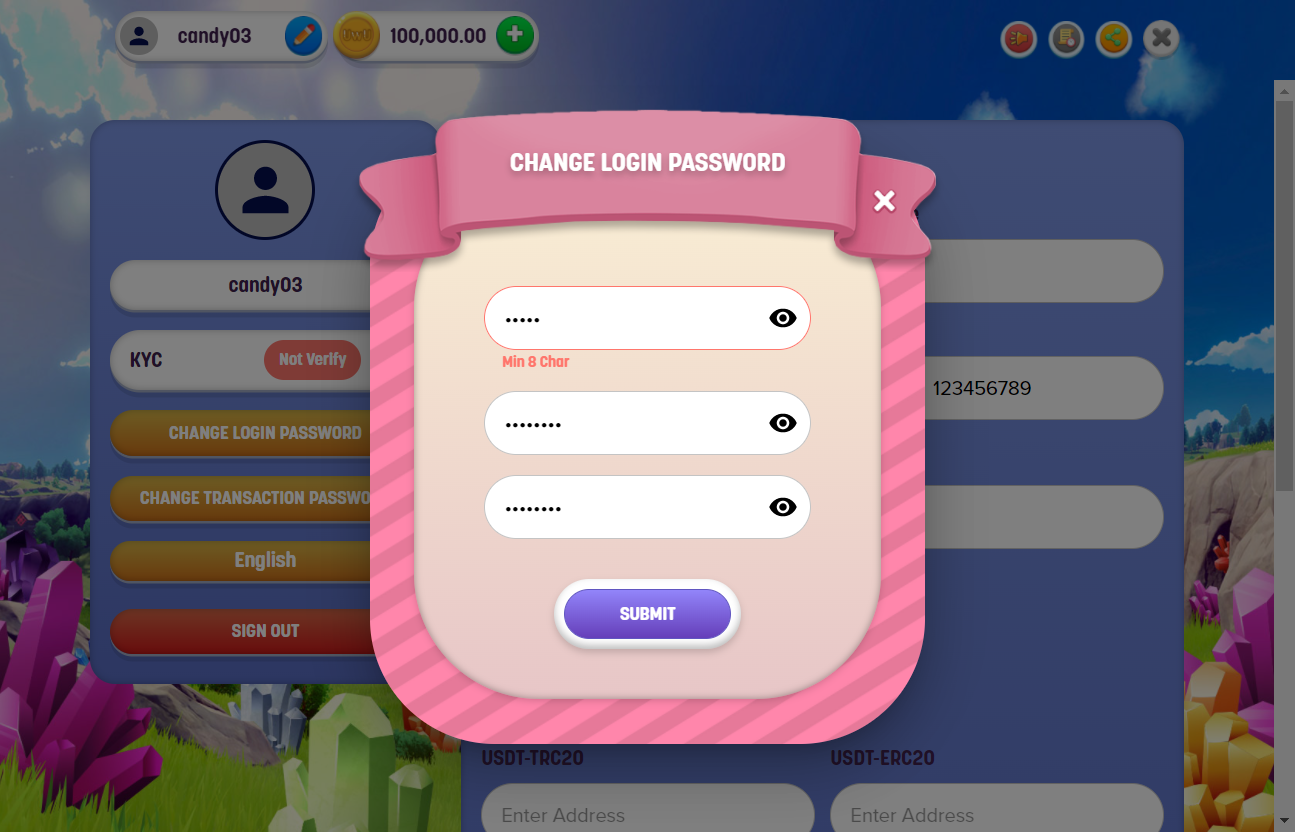 candy03
UWU
100,000.00
CHANGE LOGIN PASSWORD
candy03
KYC
Not Verify
Min 8 Char
123456789
CHANGE LOGIN PASSWORD
CHANGE TRANSACTION PASSWO
English
SUBMIT
SIGN OUT
USDT-TRC20
USDT-ERC20
Enter Address
Enter Address